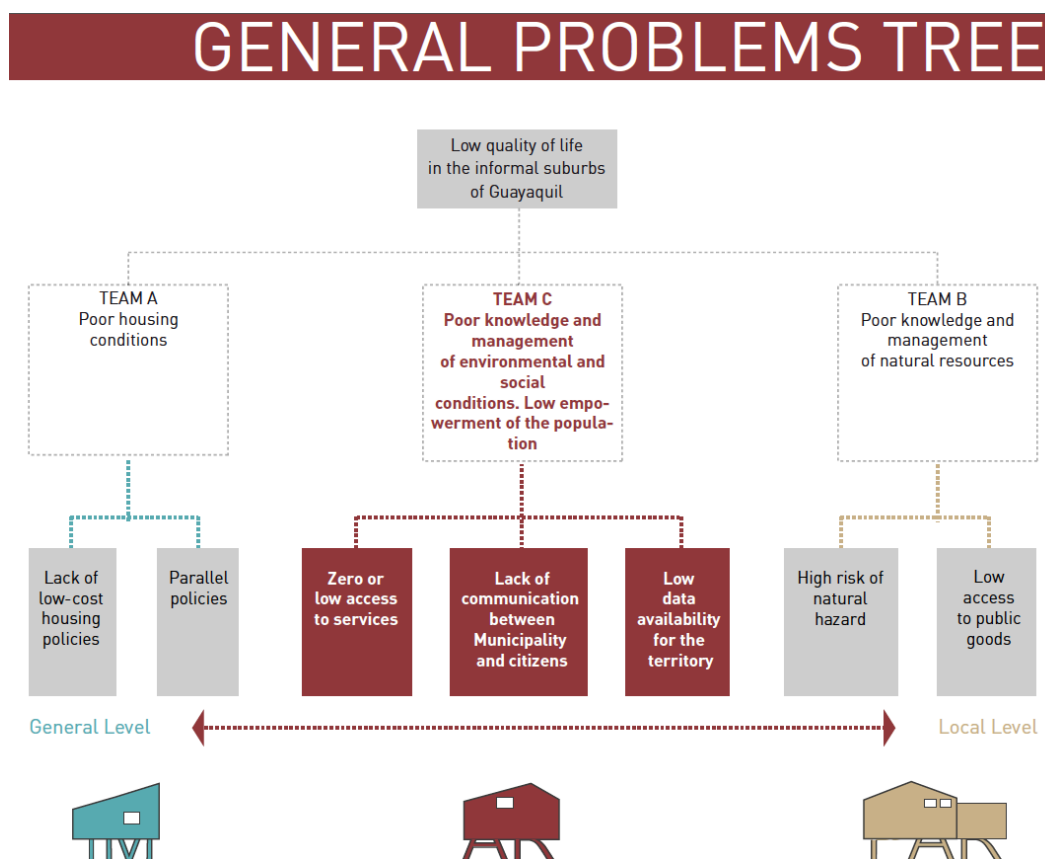 GENERAL PROBLEMS TREE
Low quality of life
in the informal suburbs
of Guayaquil
TEAM A
Poor housing
conditions
TEAM C
Poor knowledge and
management
of environmental and
social
conditions. Low empo-
werment of the popula-
tion
TEAM B
Poor knowledge and
management
of natural resources
Lack of
low-cost
housing
policies
Parallel
policies
Zero or
low access
to services
Lack of
communication
between
Municipality
and citizens
Low
data
availability
for the
territory
High risk of
natural
hazard
Low
access
to public
goods
General Level
Local Level